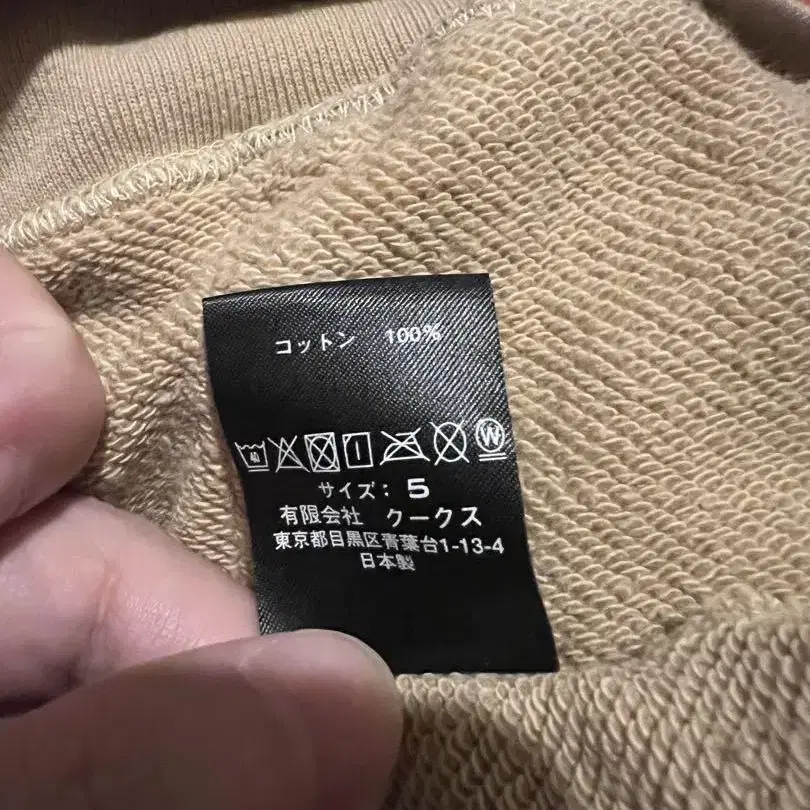 コットン 100%
40
W
サイズ: 5
有限会社 クークス
東京都目黒区青葉台1-13-4
日本製